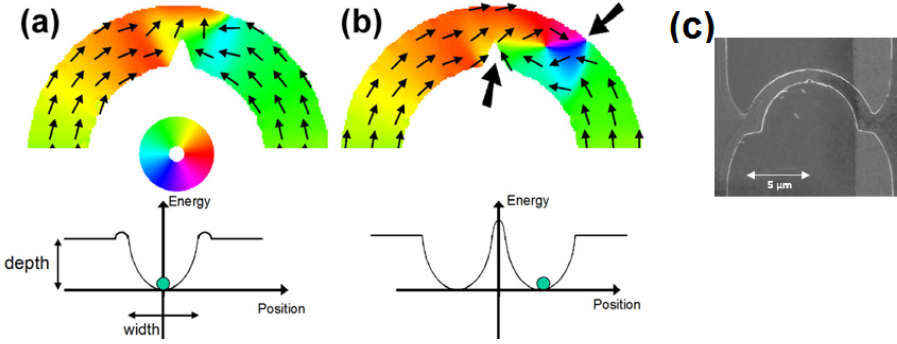 (a)
(b)
(c)
5 µm
Energy
depth
Position
width
Energy
Position